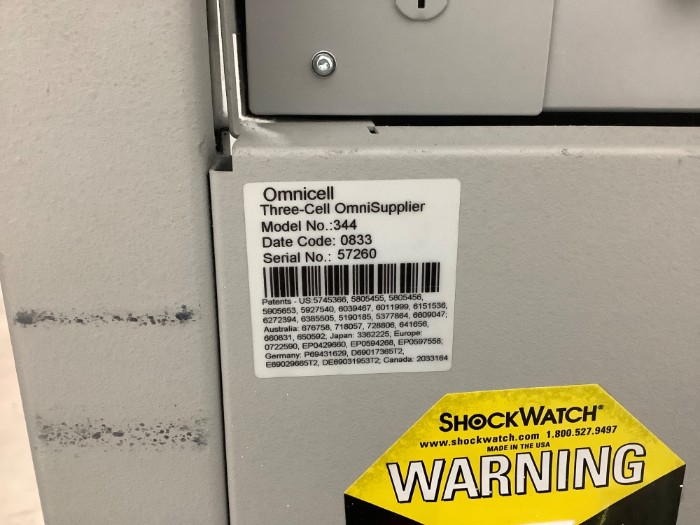 Omnicell
Three-Cell OmniSupplier
Model No.:344
Date Code: 0833
Serial No.: 57260
Patents - US:5745366, 5805455, 5805456,
5905653, 5927540, 6039467, 6011999, 6151536,
6272394, 6385505, 5190185, 5377864, 6609047;
Australia: 676758, 718057, 728806, 641656,
660831, 650592; Japan: 3362225, Europe:
0722590, EP0429660, EP0594268, EP0597558;
Germany: P69431629, D69017365T2,
E69029665T2, DE69031953T2; Canada: 2033164
SHOCKWATCH®
www.shockwatch.com 1.800.527.9497
MADE IN THE USA
WARNING